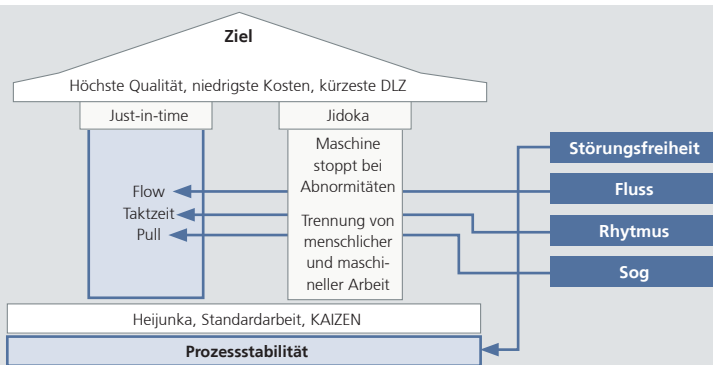 Ziel
Höchste Qualität, niedrigste Kosten, kürzeste DLZ
Just-in-time
Jidoka
Flow
Taktzeit
Pull
Maschine
stoppt bei
Abnormitäten
Trennung von
menschlicher
und maschi-
neller Arbeit
Störungsfreiheit
Fluss
Rhytmus
Sog
Heijunka, Standardarbeit, KAIZEN
Prozessstabilität